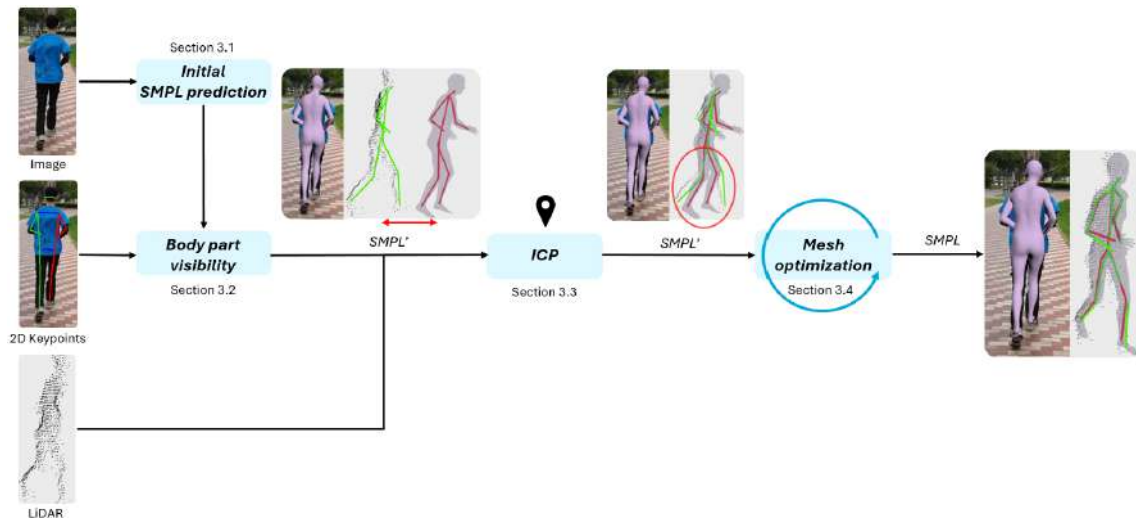 Section 3.1
Initial
SMPL prediction
Image
Body part
visibility
Section 3.2
2D Keypoints
LiDAR
SMPL"
ICP
Section 3.3
SMPL'
Mesh
optimization
Section 3.4
SMPL